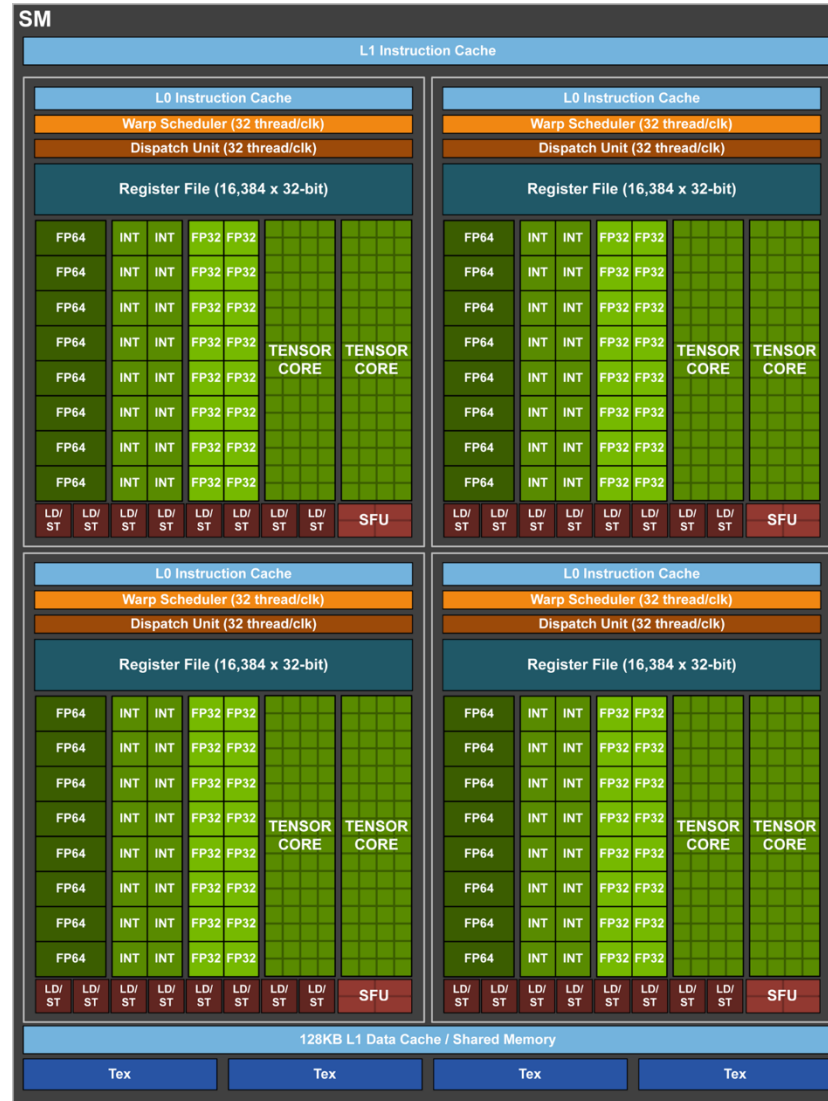 SM
L1 Instruction Cache
L0 Instruction Cache
Warp Scheduler (32 thread/clk)
Dispatch Unit (32 thread/clk)
Register File (16,384 x 32-bit)
FP64 INT INT FP32 FP32
FP64 INT INT FP32 FP32
FP64 INT INT FP32 FP32
FP64 INT INT FP32 FP32 TENSOR CORE TENSOR CORE
FP64 INT INT FP32 FP32
FP64 INT INT FP32 FP32
FP64 INT INT FP32 FP32
FP64 INT INT FP32 FP32
LD/ST LD/ST LD/ST LD/ST LD/ST LD/ST LD/ST LD/ST SFU
L0 Instruction Cache
Warp Scheduler (32 thread/clk)
Dispatch Unit (32 thread/clk)
Register File (16,384 x 32-bit)
FP64 INT INT FP32 FP32
FP64 INT INT FP32 FP32
FP64 INT INT FP32 FP32
FP64 INT INT FP32 FP32 TENSOR CORE TENSOR CORE
FP64 INT INT FP32 FP32
FP64 INT INT FP32 FP32
FP64 INT INT FP32 FP32
FP64 INT INT FP32 FP32
LD/ST LD/ST LD/ST LD/ST LD/ST LD/ST LD/ST LD/ST SFU
L0 Instruction Cache
Warp Scheduler (32 thread/clk)
Dispatch Unit (32 thread/clk)
Register File (16,384 x 32-bit)
FP64 INT INT FP32 FP32
FP64 INT INT FP32 FP32
FP64 INT INT FP32 FP32
FP64 INT INT FP32 FP32 TENSOR CORE TENSOR CORE
FP64 INT INT FP32 FP32
FP64 INT INT FP32 FP32
FP64 INT INT FP32 FP32
FP64 INT INT FP32 FP32
LD/ST LD/ST LD/ST LD/ST LD/ST LD/ST LD/ST LD/ST SFU
L0 Instruction Cache
Warp Scheduler (32 thread/clk)
Dispatch Unit (32 thread/clk)
Register File (16,384 x 32-bit)
FP64 INT INT FP32 FP32
FP64 INT INT FP32 FP32
FP64 INT INT FP32 FP32
FP64 INT INT FP32 FP32 TENSOR CORE TENSOR CORE
FP64 INT INT FP32 FP32
FP64 INT INT FP32 FP32
FP64 INT INT FP32 FP32
FP64 INT INT FP32 FP32
LD/ST LD/ST LD/ST LD/ST LD/ST LD/ST LD/ST LD/ST SFU
128KB L1 Data Cache / Shared Memory
Tex Tex Tex Tex